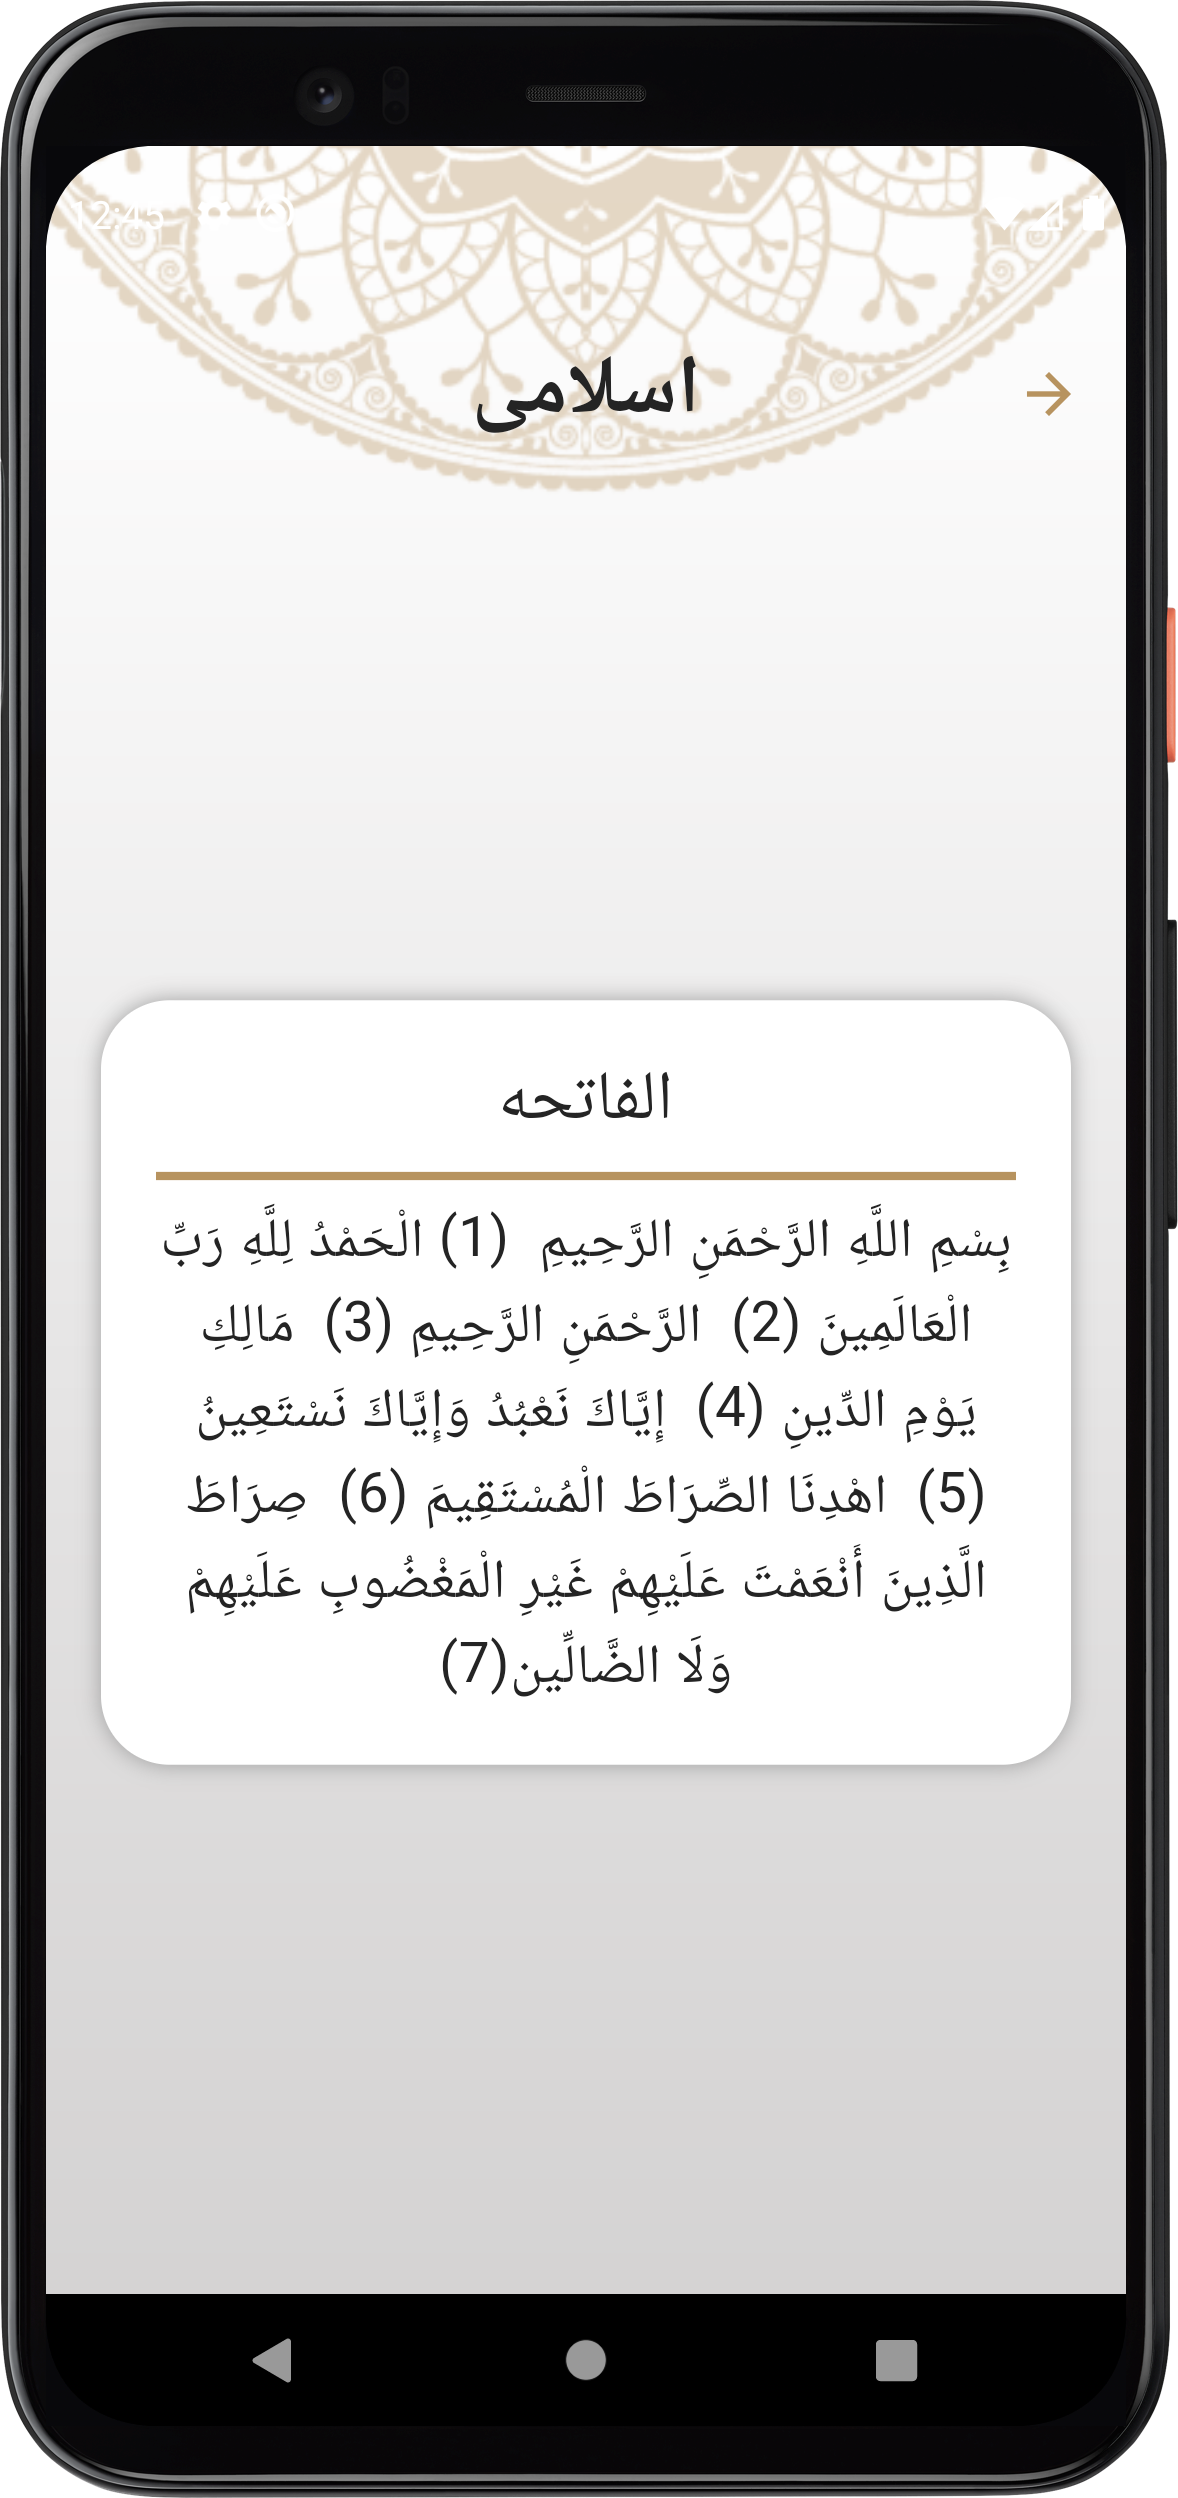 12:45
اسلامى
الفاتحه
بِسْمِ اللَّهِ الرَّحْمَنِ الرَّحِيمِ (1) الْحَمْدُ لِلَّهِ رَبِّ
الْعَالَمِينَ (2) الرَّحْمَنِ الرَّحِيمِ (3) مَالِكِ
يَوْمِ الدِّينِ (4) إِيَّاكَ نَعْبُدُ وَإِيَّاكَ نَسْتَعِينُ
(5) اهْدِنَا الصِّرَاطَ الْمُسْتَقِيمَ (6) صِرَاطَ
الَّذِينَ أَنْعَمْتَ عَلَيْهِمْ غَيْرِ الْمَغْضُوبِ عَلَيْهِمْ
وَلَا الضَّالِّين(7)